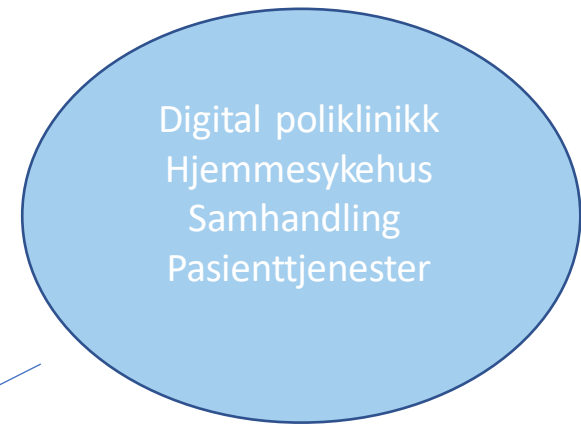 Digital poliklinikk
Hjemmesykehus
Samhandling
Pasienttjenester